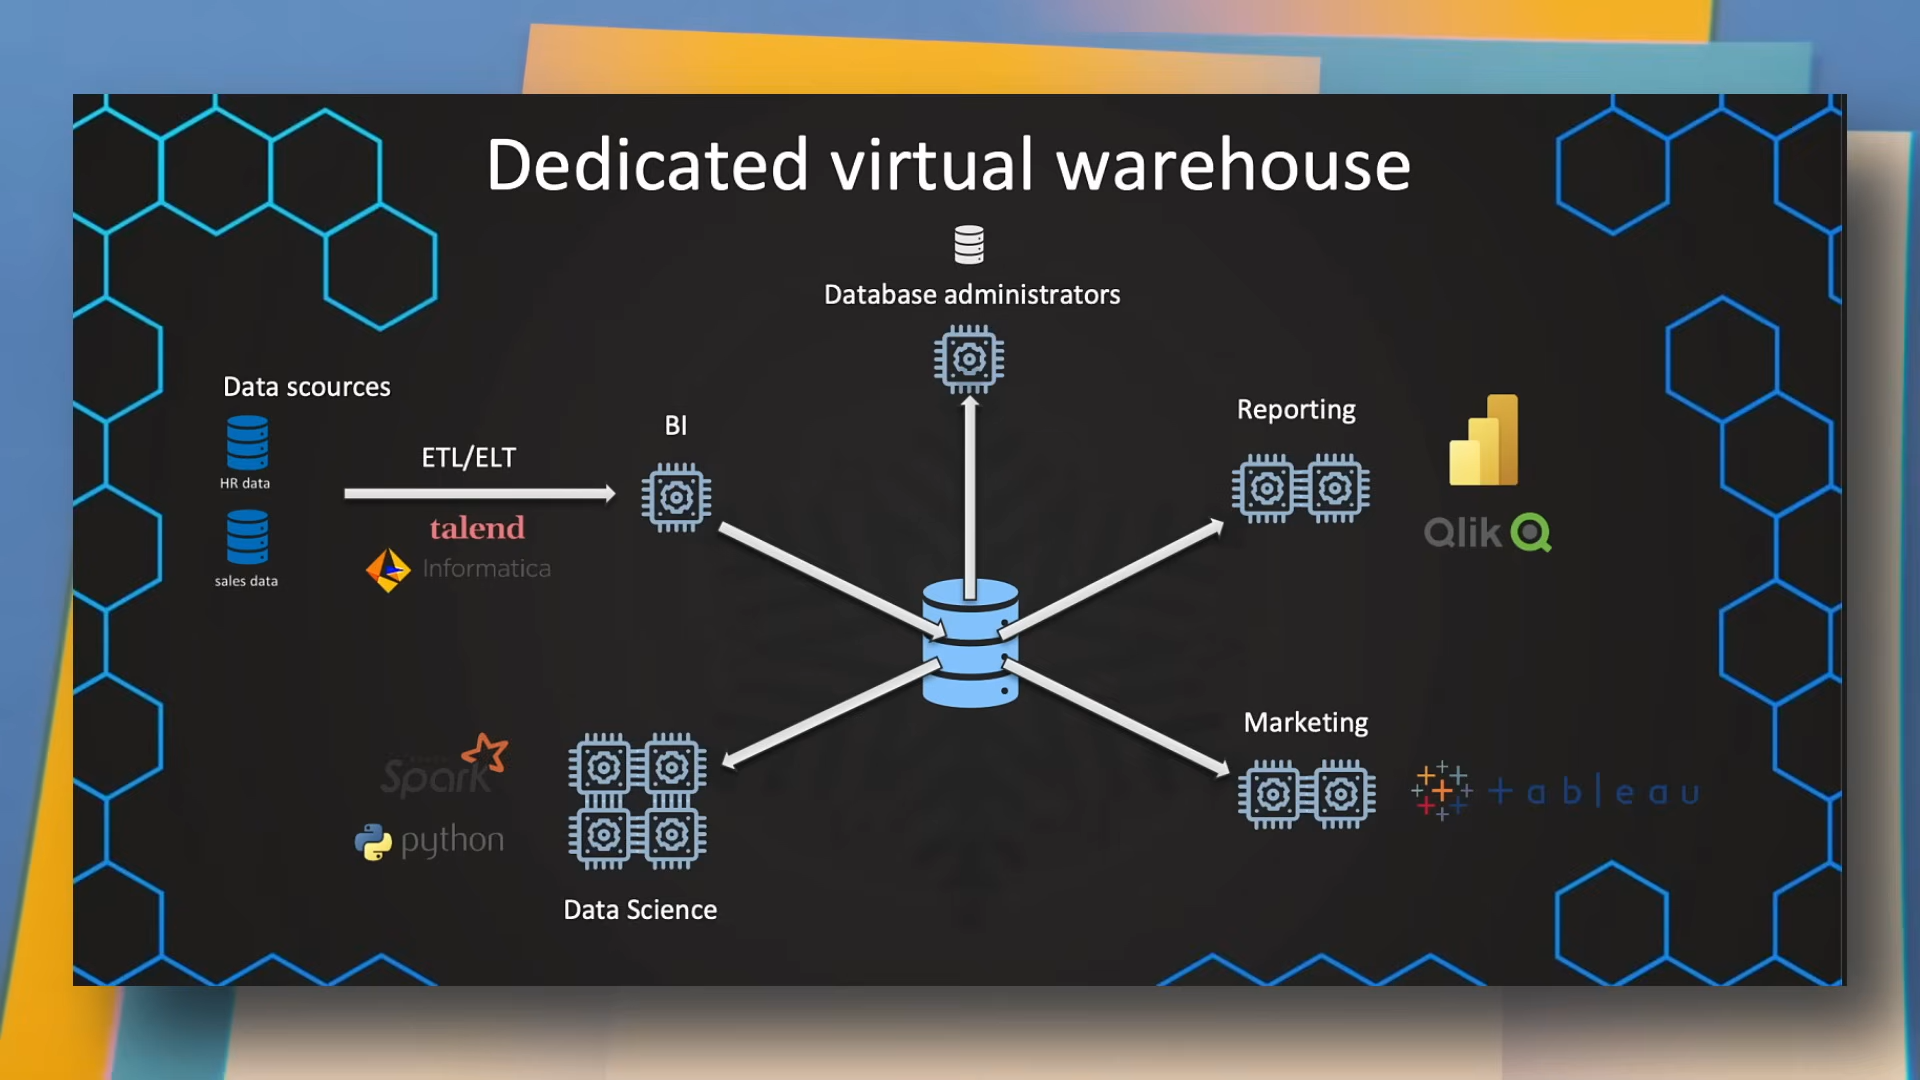 Dedicated virtual warehouse
Database administrators
Data scources
HR data
sales data
ETL/ELT
talend
Informatica
BI
Reporting
Qlik
Marketing
+ableau
Spark
python
Data Science